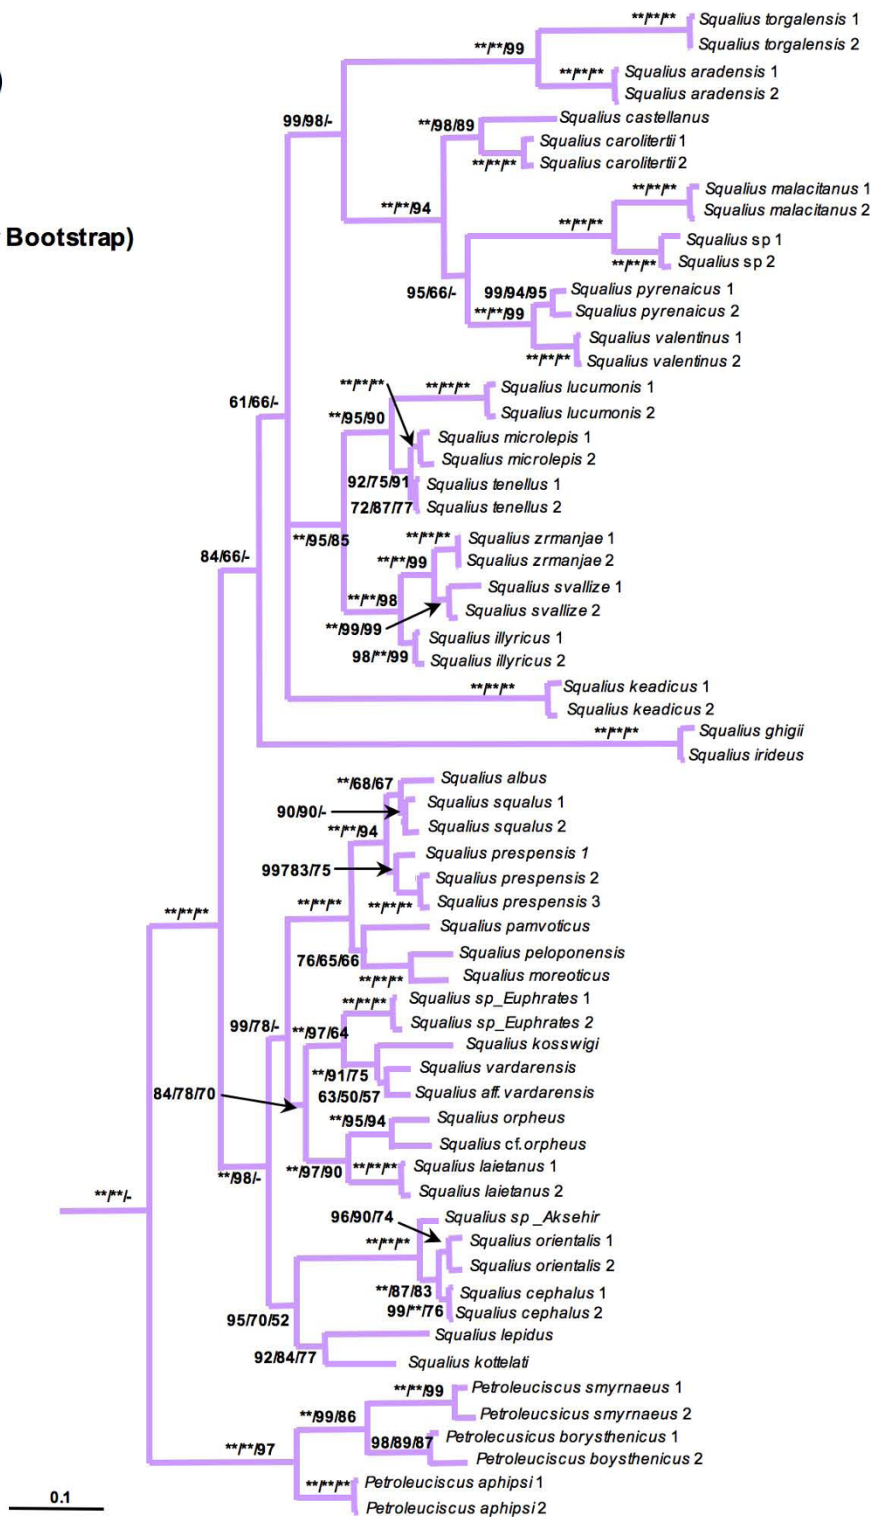 )
**/**/**
Squalius torgalensis 1
Squalius torgalensis 2
**/**/99
**/**/**
Squalius aradensis 1
Squalius aradensis 2
99/98/-
**/98/89
Squalius castellanus
Squalius carolitertii 1
**/**/**
Squalius carolitertii 2
**/**/**
Squalius malacitanus 1
**/**/94
Squalius malacitanus 2
**/**/**
r Bootstrap)
Squalius sp 1
**/**/**
Squalius sp 2
95/66/-
99/94/95
Squalius pyrenaicus 1
**/**/99
Squalius pyrenaicus 2
Squalius valentinus 1
**/**/**
Squalius valentinus 2
**/**/**
**/**/**
Squalius lucumonis 1
61/66/-
Squalius lucumonis 2
**/95/90
Squalius microlepis 1
Squalius microlepis 2
92/75/91
Squalius tenellus 1
72/87/77
Squalius tenellus 2
**/95/85
**/**/**
Squalius zrmanjae 1
84/66/-
**/**/99
Squalius zrmanjae 2
Squalius svallize 1
**/**/98
Squalius svallize 2
**/99/99
Squalius illyricus 1
98/**/99
Squalius illyricus 2
**/**/**
Squalius keadicus 1
Squalius keadicus 2
**/**/**
Squalius ghigii
Squalius irideus
**/68/67
Squalius albus
90/90/-
Squalius squalus 1
**/**/94
Squalius squalus 2
Squalius prespensis 1
99783/75
Squalius prespensis 2
**/**/**
**/**/**
Squalius prespensis 3
**/**/**
Squalius pamvoticus
76/65/66
Squalius peloponensis
**/**/**
Squalius moreoticus
**/**/**
Squalius sp_Euphrates 1
99/78/-
**/97/64
Squalius sp_Euphrates 2
Squalius kosswigi
**/91/75
Squalius vardarensis
84/78/70
63/50/57
Squalius aff.vardarensis
**/95/94
Squalius orpheus
Squalius cf.orpheus
**/98/-
**/97/90
**/**/**
Squalius laietanus 1
Squalius laietanus 2
**/**/-
96/90/74
Squalius sp _Aksehir
**/**/**
Squalius orientalis 1
Squalius orientalis 2
**/87/83
Squalius cephalus 1
99/**/76
Squalius cephalus 2
95/70/52
Squalius lepidus
92/84/77
Squalius kottelati
**/**/99
Petroleuciscus smyrnaeus 1
**/99/86
Petroleucsicus smyrnaeus 2
98/89/87
Petrolecusicus borysthenicus 1
**/**/97
Petroleuciscus boysthenicus 2
**/**/**
Petroleuciscus aphipsi 1
0.1
Petroleuciscus aphipsi 2